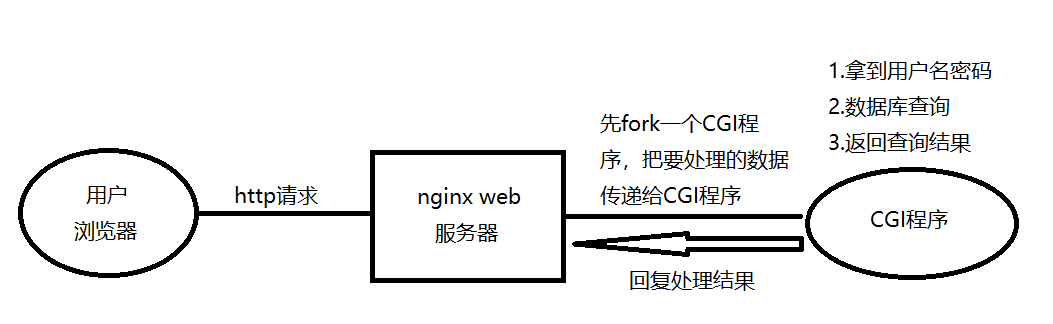 用户
浏览器
http请求
nginx web
服务器
先fork一个CGI程
序，把要处理的数据
传递给CGI程序
回复处理结果
1.拿到用户名密码
2.数据库查询
3.返回查询结果
CGI程序